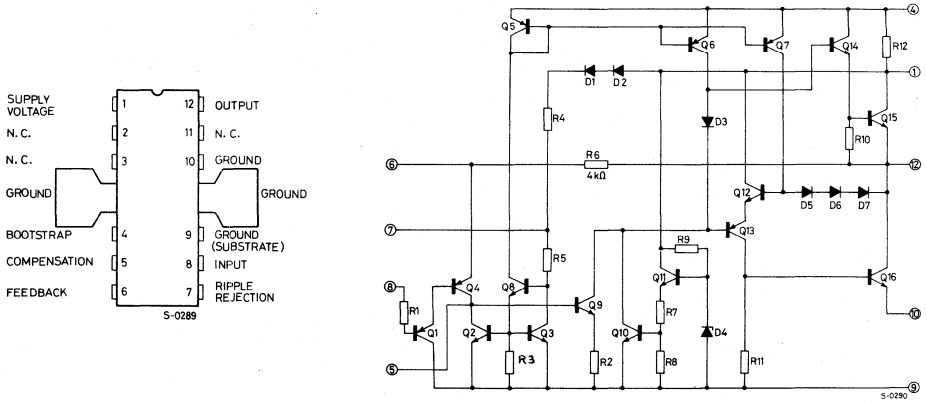 SUPPLY
VOLTAGE
1
12
OUTPUT
N.C.
2
11
N.C.
N.C.
3
10
GROUND
GROUND
GROUND
BOOTSTRAP
4
9
GROUND
(SUBSTRATE)
COMPENSATION
5
8
INPUT
FEEDBACK
6
7
RIPPLE
REJECTION
S-0289
Q5
Q6
Q7
Q14
R12
4
D1
D2
1
R4
D3
R10
Q15
R6
4kΩ
6
12
Q12
D5
D6
D7
7
Q13
R5
R9
8
Q4
Q8
Q9
Q11
Q16
R1
R7
10
Q1
Q2
Q3
Q10
D4
5
R3
R2
R8
R11
9
S-0290